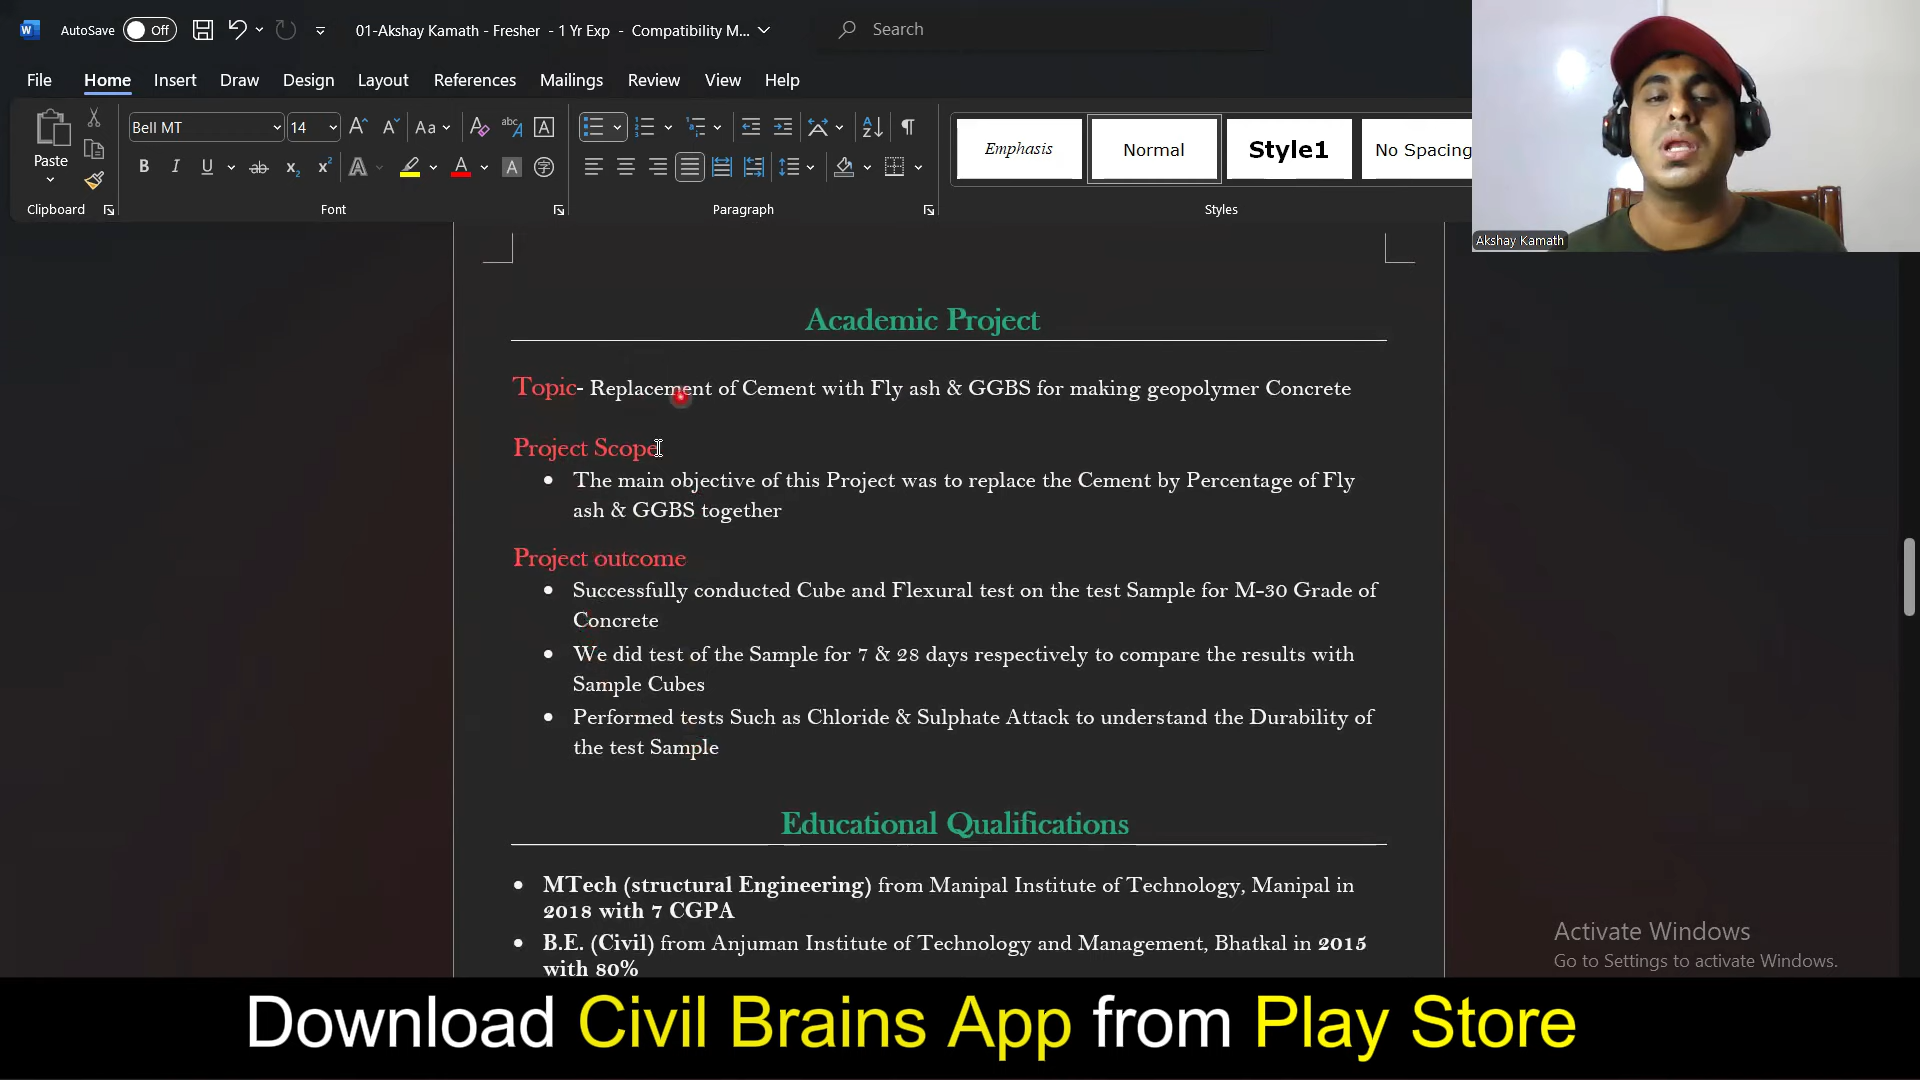 AutoSave Off 01-Akshay Kamath - Fresher - 1 Yr Exp - Compatibility M... Search
File Home Insert Draw Design Layout References Mailings Review View Help
Paste Bell MT 14 Aa Emphasis Normal Style1 No Spacing
Clipboard Font Paragraph Styles
Akshay Kamath
Academic Project
Topic- Replacement of Cement with Fly ash & GGBS for making geopolymer Concrete
Project Scope
• The main objective of this Project was to replace the Cement by Percentage of Fly
ash & GGBS together
Project outcome
• Successfully conducted Cube and Flexural test on the test Sample for M-30 Grade of
Concrete
• We did test of the Sample for 7 & 28 days respectively to compare the results with
Sample Cubes
• Performed tests Such as Chloride & Sulphate Attack to understand the Durability of
the test Sample
Educational Qualifications
• MTech (structural Engineering) from Manipal Institute of Technology, Manipal in
2018 with 7 CGPA
• B.E. (Civil) from Anjuman Institute of Technology and Management, Bhatkal in 2015
with 80%
Activate Windows
Go to Settings to activate Windows.
Download Civil Brains App from Play Store